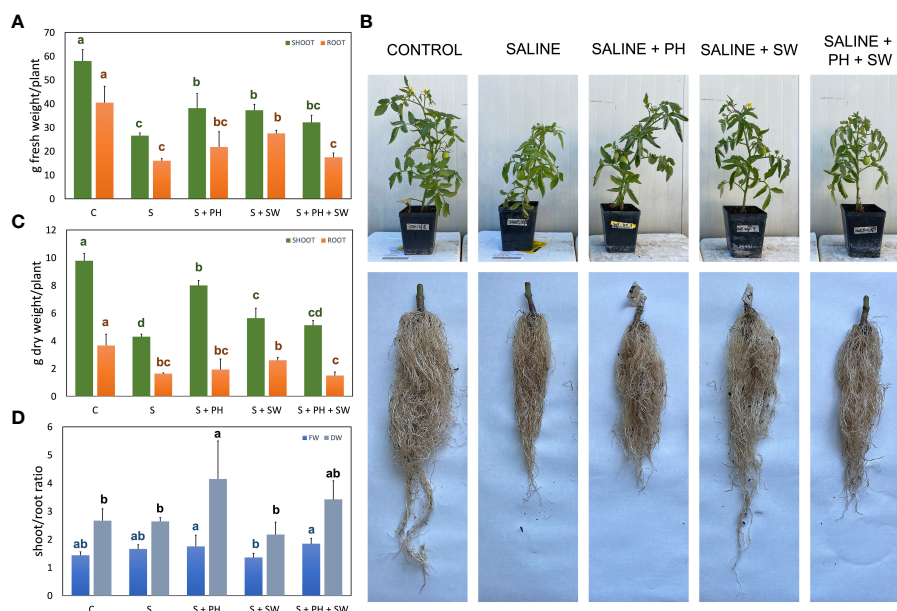 A
SHOOT ROOT
g fresh weight/plant
70
60
50
40
30
20
10
0
a
a
c
c
b
bc
b
b
bc
c
C S S + PH S + SW S + PH + SW
C
SHOOT ROOT
g dry weight/plant
12
10
8
6
4
2
0
a
a
d
bc
b
bc
c
b
cd
c
C S S + PH S + SW S + PH + SW
D
FW DW
shoot/root ratio
6
5
4
3
2
1
0
ab
b
ab
b
a
a
b
b
a
ab
C S S + PH S + SW S + PH + SW
B
CONTROL
SALINE
SALINE + PH
SALINE + SW
SALINE +
PH + SW